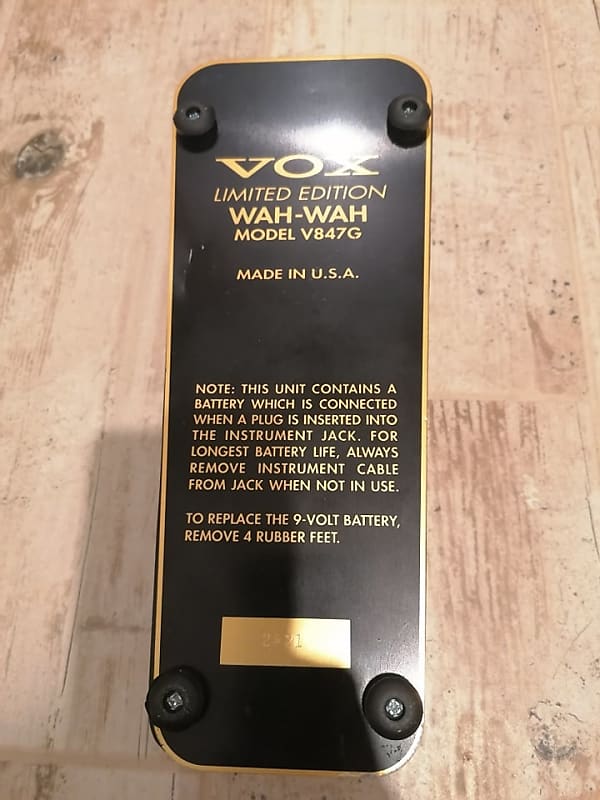 VOX
LIMITED EDITION
WAH-WAH
MODEL V847G
MADE IN U.S.A.
NOTE: THIS UNIT CONTAINS A
BATTERY WHICH IS CONNECTED
WHEN A PLUG IS INSERTED INTO
THE INSTRUMENT JACK. FOR
LONGEST BATTERY LIFE, ALWAYS
REMOVE INSTRUMENT CABLE
FROM JACK WHEN NOT IN USE.
TO REPLACE THE 9-VOLT BATTERY,
REMOVE 4 RUBBER FEET.